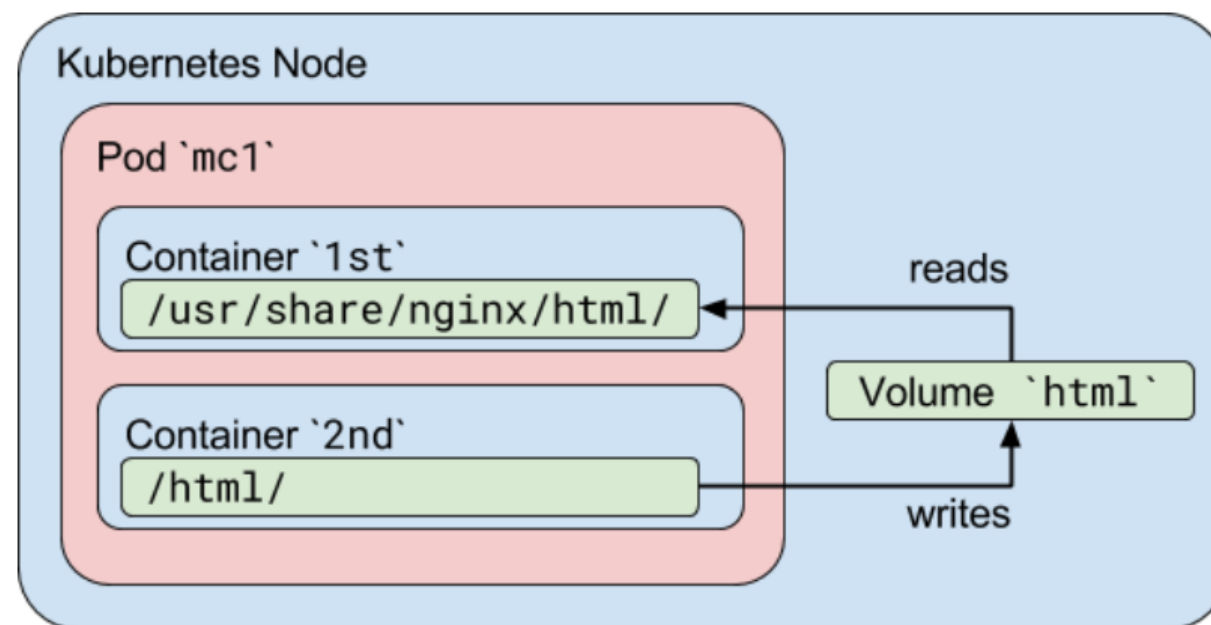 Kubernetes Node
Pod `mc1`
Container `1st`
/usr/share/nginx/html/
reads
Volume `html`
Container `2nd`
/html/
writes